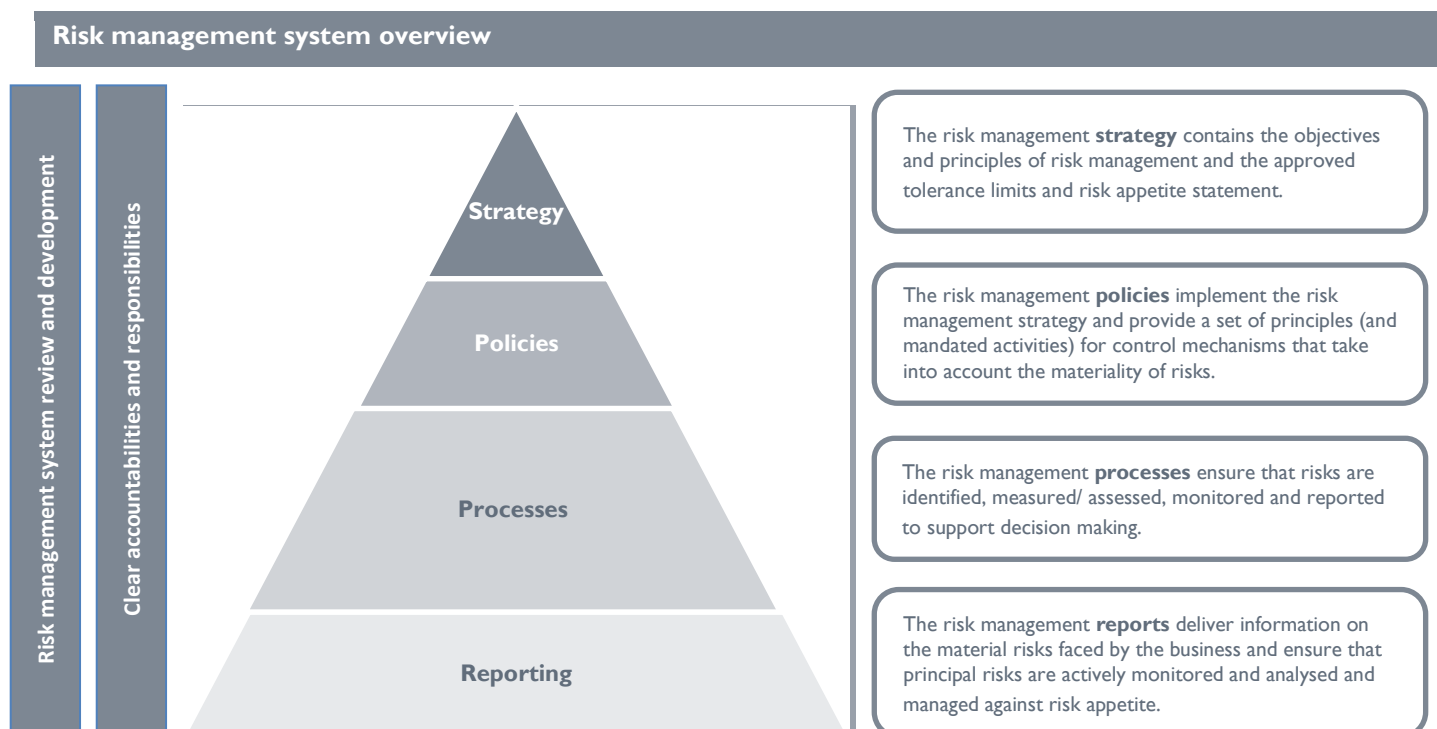 Risk management system overview
Risk management system review and development
Clear accountabilities and responsibilities
Strategy
Policies
Processes
Reporting
The risk management strategy contains the objectives
and principles of risk management and the approved
tolerance limits and risk appetite statement.
The risk management policies implement the risk
management strategy and provide a set of principles (and
mandated activities) for control mechanisms that take
into account the materiality of risks.
The risk management processes ensure that risks are
identified, measured/ assessed, monitored and reported
to support decision making.
The risk management reports deliver information on
the material risks faced by the business and ensure that
principal risks are actively monitored and analysed and
managed against risk appetite.